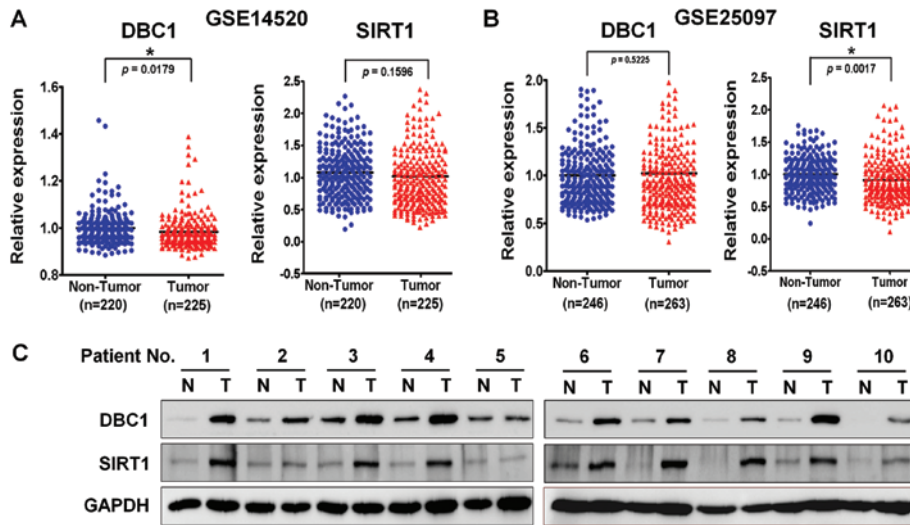 A GSE14520
DBC1
*
p = 0.0179
Relative expression
1.6
1.4
1.2
1.0
0.8
Non-Tumor
(n=220)
Tumor
(n=225)
SIRT1
p = 0.1596
Relative expression
2.5
2.0
1.5
1.0
0.5
0.0
-0.5
Non-Tumor
(n=220)
Tumor
(n=225)
B GSE25097
DBC1
p = 0.5225
Relative expression
2.0
1.5
1.0
0.5
0.0
Non-Tumor
(n=246)
Tumor
(n=263)
SIRT1
*
p = 0.0017
Relative expression
2.5
2.0
1.5
1.0
0.5
0.0
-0.5
Non-Tumor
(n=246)
Tumor
(n=263)
C Patient No. 1 2 3 4 5 6 7 8 9 10
N T N T N T N T N T N T N T N T N T N T
DBC1
SIRT1
GAPDH